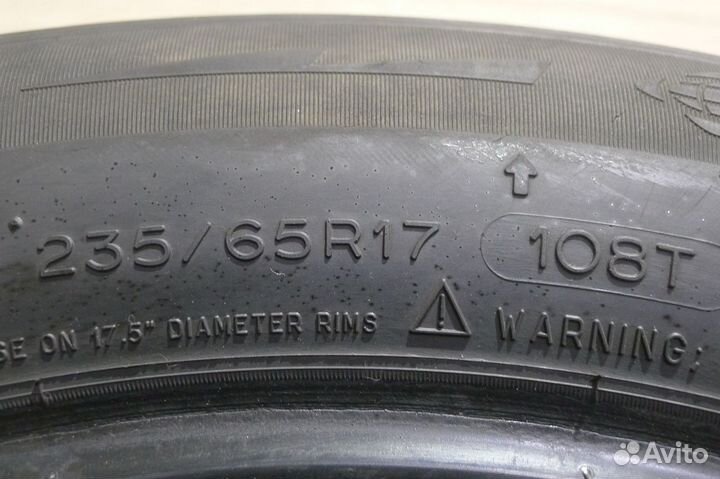 235/65R17 108T
SE ON 17,5" DIAMETER RIMS ⚠ WARNING:
Avito